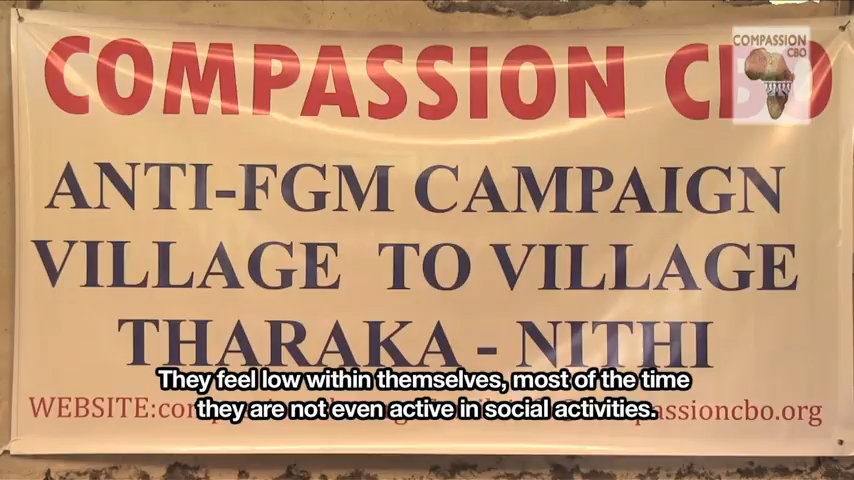 COMPASSION CBO
COMPASSION
CBO
ANTI-FGM CAMPAIGN
VILLAGE TO VILLAGE
THARAKA - NITHI
They feel low within themselves, most of the time
they are not even active in social activities.
WEBSITE: